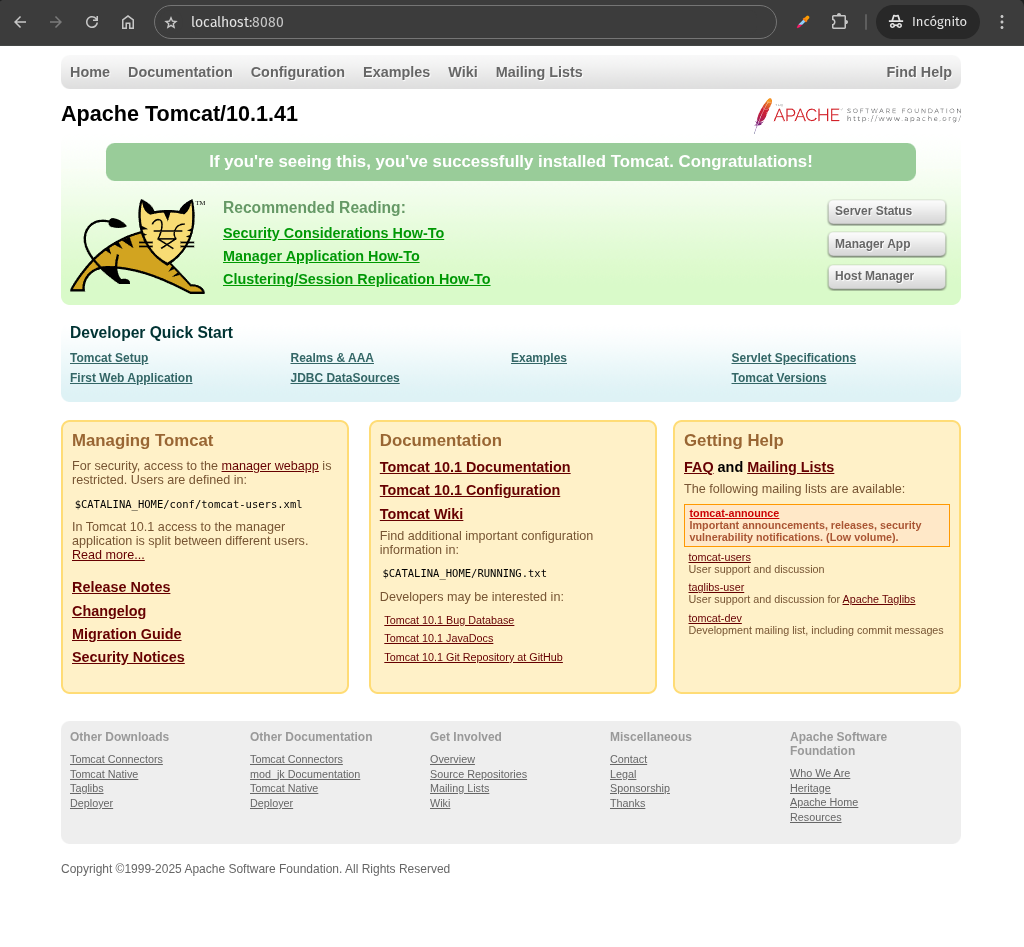 localhost:8080
Incógnito
Home Documentation Configuration Examples Wiki Mailing Lists Find Help
Apache Tomcat/10.1.41
APACHE SOFTWARE FOUNDATION
http://www.apache.org/
If you're seeing this, you've successfully installed Tomcat. Congratulations!
TM
Recommended Reading:
Security Considerations How-To
Manager Application How-To
Clustering/Session Replication How-To
Server Status
Manager App
Host Manager
Developer Quick Start
Tomcat Setup
First Web Application
Realms & AAA
JDBC DataSources
Examples
Servlet Specifications
Tomcat Versions
Managing Tomcat
For security, access to the manager webapp is
restricted. Users are defined in:
$CATALINA_HOME/conf/tomcat-users.xml
In Tomcat 10.1 access to the manager
application is split between different users.
Read more...
Release Notes
Changelog
Migration Guide
Security Notices
Documentation
Tomcat 10.1 Documentation
Tomcat 10.1 Configuration
Tomcat Wiki
Find additional important configuration
information in:
$CATALINA_HOME/RUNNING.txt
Developers may be interested in:
Tomcat 10.1 Bug Database
Tomcat 10.1 JavaDocs
Tomcat 10.1 Git Repository at GitHub
Getting Help
FAQ and Mailing Lists
The following mailing lists are available:
tomcat-announce
Important announcements, releases, security
vulnerability notifications. (Low volume).
tomcat-users
User support and discussion
taglibs-user
User support and discussion for Apache Taglibs
tomcat-dev
Development mailing list, including commit messages
Other Downloads
Tomcat Connectors
Tomcat Native
Taglibs
Deployer
Other Documentation
Tomcat Connectors
mod_jk Documentation
Tomcat Native
Deployer
Get Involved
Overview
Source Repositories
Mailing Lists
Wiki
Miscellaneous
Contact
Legal
Sponsorship
Thanks
Apache Software
Foundation
Who We Are
Heritage
Apache Home
Resources
Copyright ©1999-2025 Apache Software Foundation. All Rights Reserved